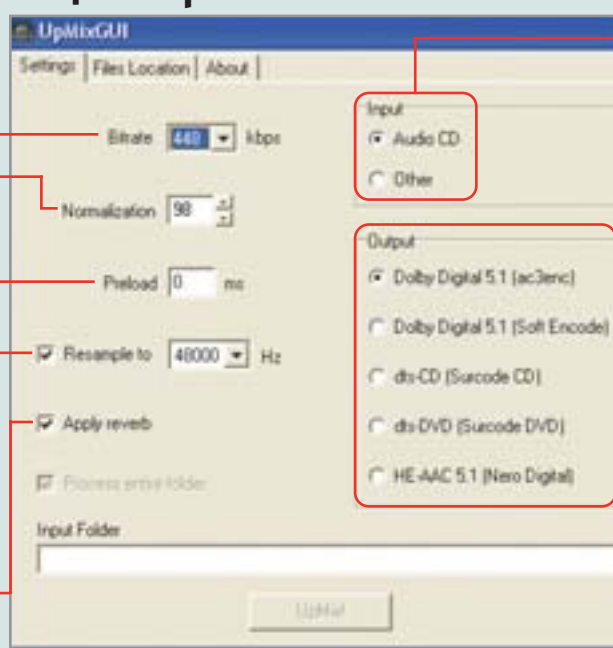 UpMixGUI
Settings Files Location About
Bitrate 448 kbps
Normalization 98
Preload 0 ms
Resample to 48000 Hz
Apply reverb
Process entire folder
Input Folder
UpMix!
Input
Audio CD
Other
Output
Dolby Digital 5.1 (ac3enc)
Dolby Digital 5.1 (Soft Encode)
dts-CD (Surcode CD)
dts-DVD (Surcode DVD)
HE-AAC 5.1 (Nero Digital)